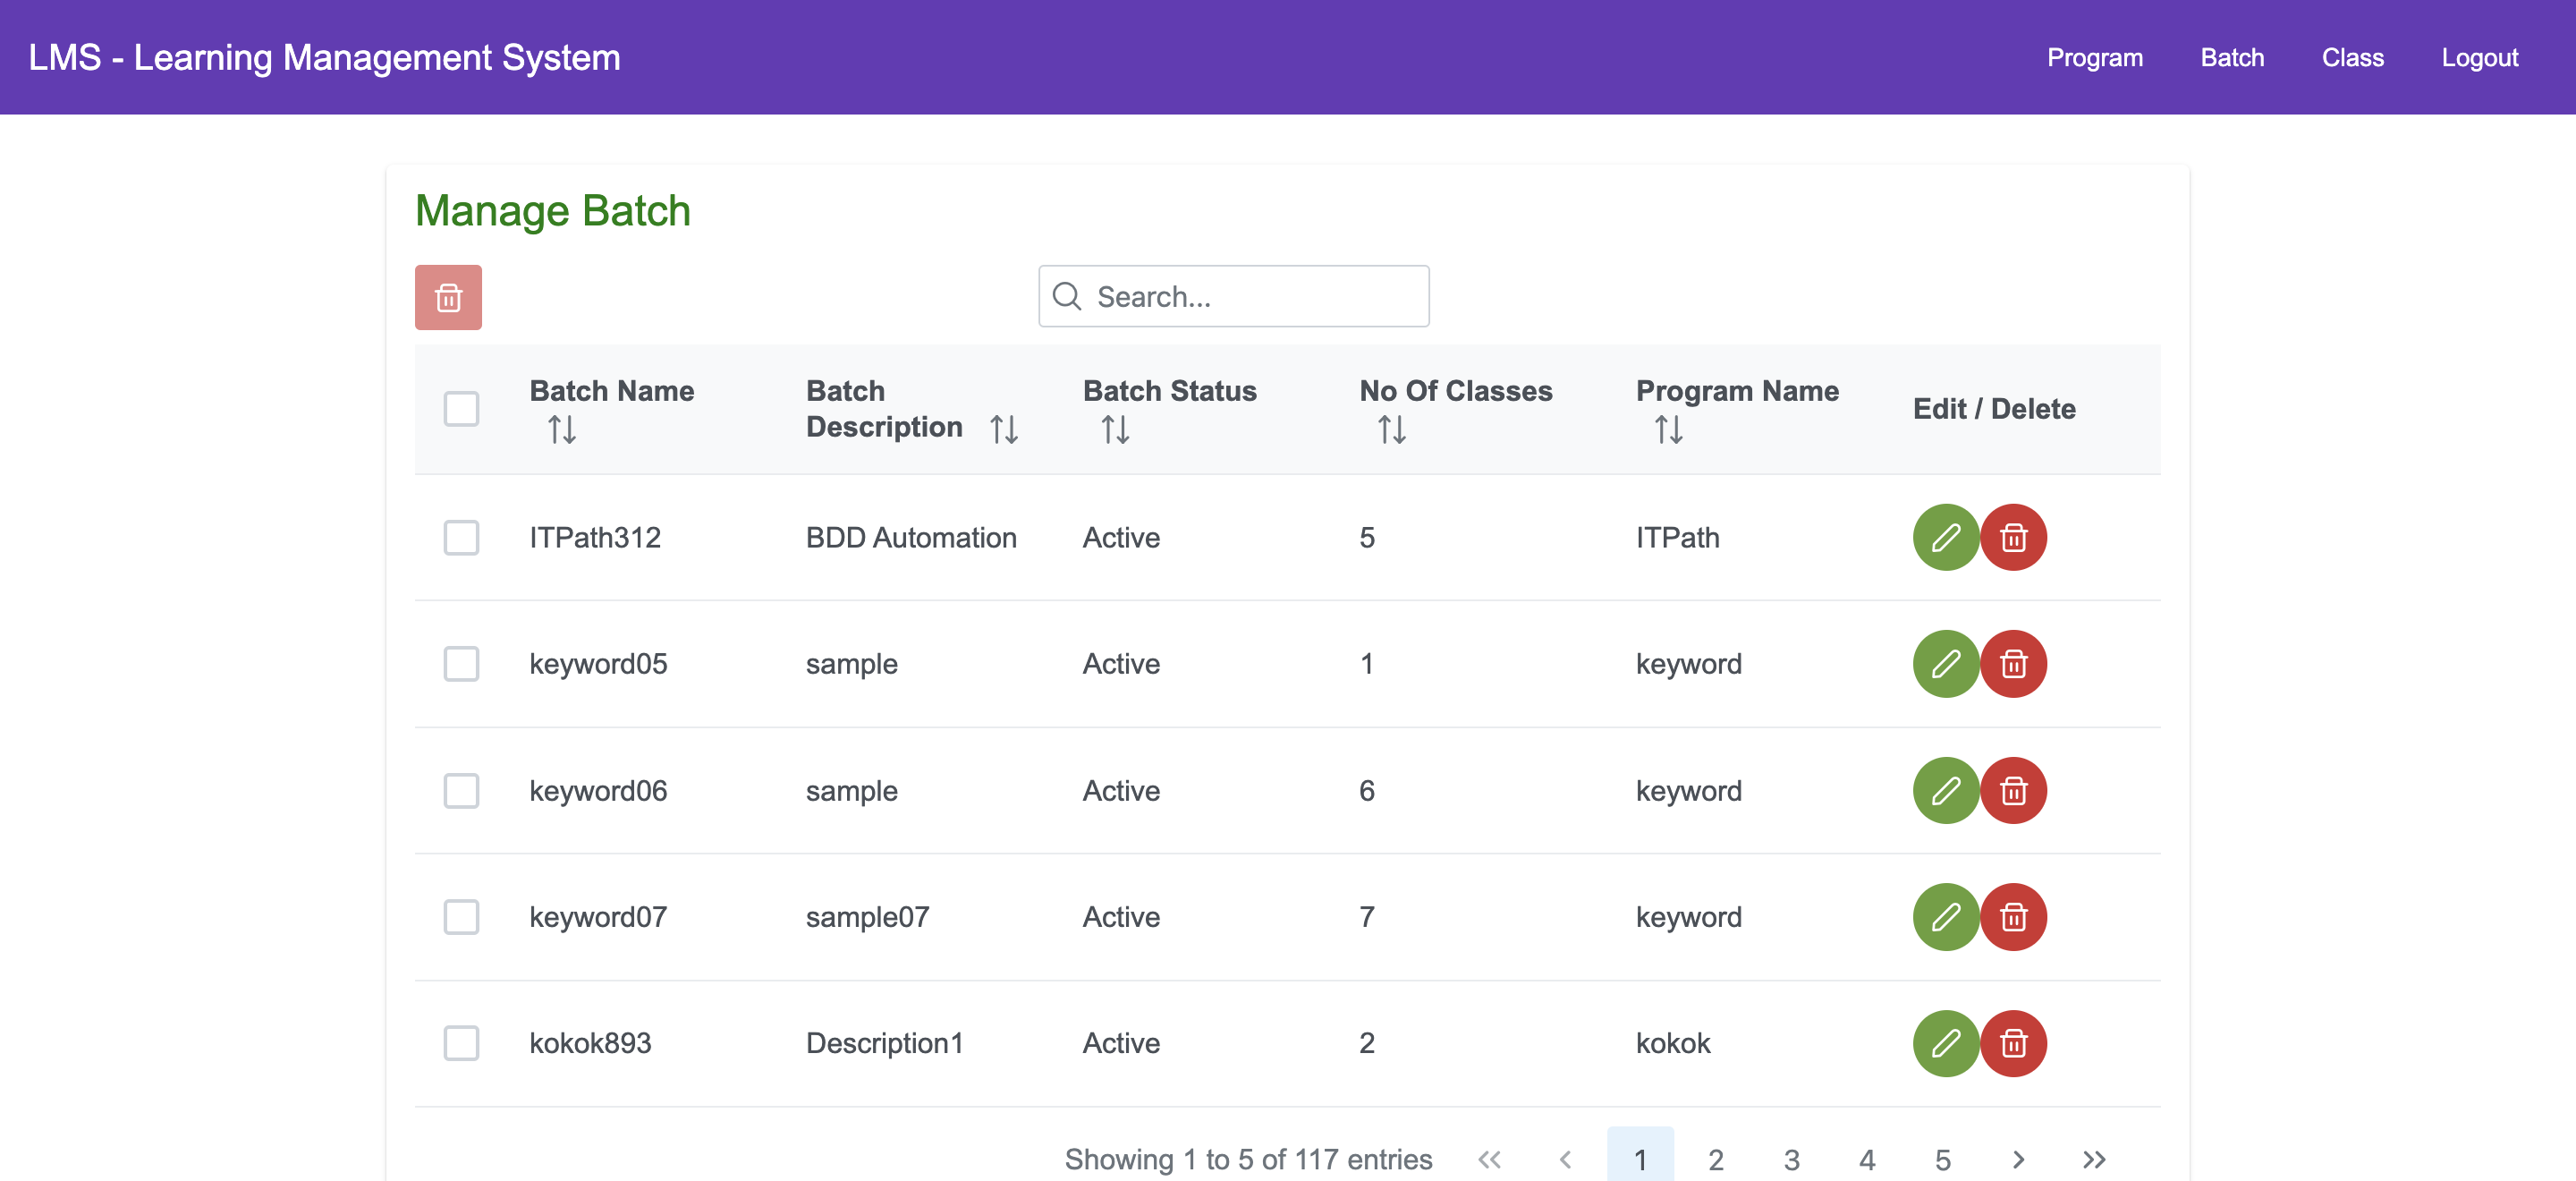 LMS - Learning Management System
Program Batch Class Logout
Manage Batch
Search...
Batch Name Batch Description Batch Status No Of Classes Program Name Edit / Delete
ITPath312 BDD Automation Active 5 ITPath
keyword05 sample Active 1 keyword
keyword06 sample Active 6 keyword
keyword07 sample07 Active 7 keyword
kokok893 Description1 Active 2 kokok
Showing 1 to 5 of 117 entries « ‹ 1 2 3 4 5 › »